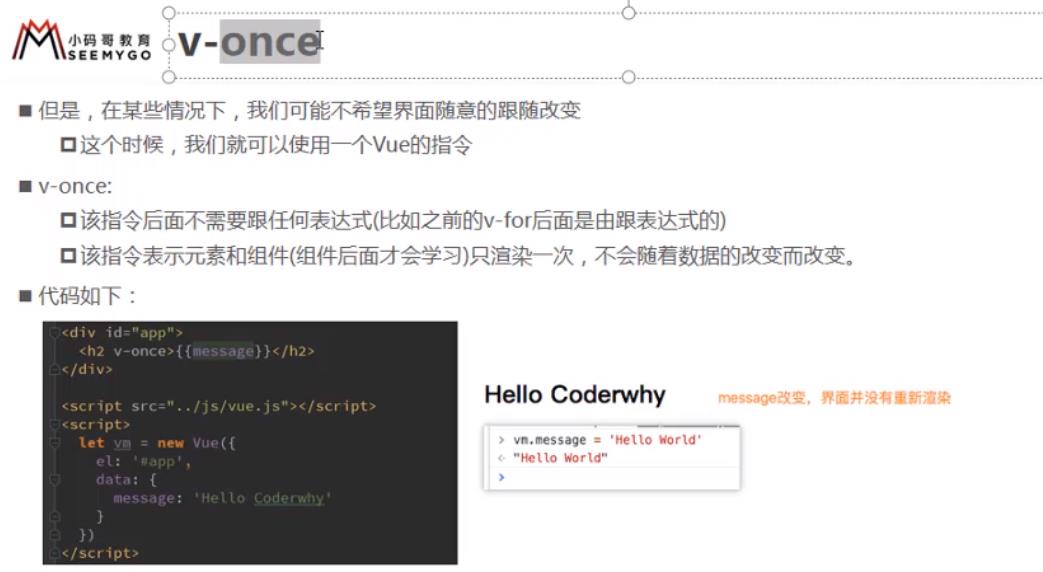 小码哥教育
SEEMYGO
v-once
但是，在某些情况下，我们可能不希望界面随意的跟随改变
这个时候，我们就可以使用一个Vue的指令
v-once:
该指令后面不需要跟任何表达式(比如之前的v-for后面是由跟表达式的)
该指令表示元素和组件(组件后面才会学习)只渲染一次，不会随着数据的改变而改变。
代码如下：
<div id="app">
<h2 v-once>{{message}}</h2>
</div>
<script src="../js/vue.js"></script>
<script>
let vm = new Vue({
el: '#app',
data: {
message: 'Hello Coderwhy'
}
})
</script>
Hello Coderwhy
message改变，界面并没有重新渲染
> vm.message = 'Hello World'
< "Hello World"
>